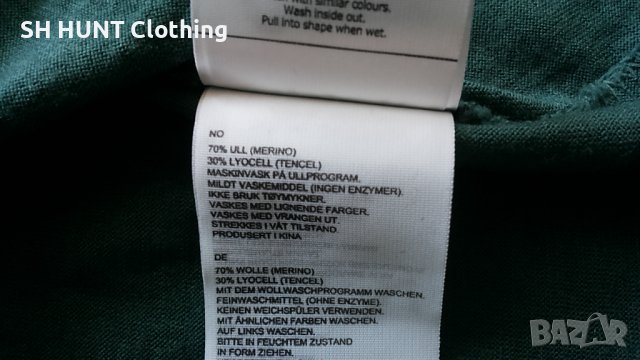 SH HUNT Clothing
with similar colours.
Wash inside out.
Pull into shape when wet.
NO
70% ULL (MERINO)
30% LYOCELL (TENCEL)
MASKINVASK PÅ ULLPROGRAM.
MILDT VASKEMIDDEL (INGEN ENZYMER).
IKKE BRUK TØYMYKNER.
VASKES MED LIGNENDE FARGER.
VASKES MED VRANGEN UT.
STREKKES I VÅT TILSTAND.
PRODUSERT I KINA
DE
70% WOLLE (MERINO)
30% LYOCELL (TENCEL)
MIT DEM WOLLWASCHPROGRAMM WASCHEN.
FEINWASCHMITTEL (OHNE ENZYME).
KEINEN WEICHSPÜLER VERWENDEN.
MIT ÄHNLICHEN FARBEN WASCHEN.
AUF LINKS WASCHEN.
BITTE IN FEUCHTEM ZUSTAND
IN FORM ZIEHEN.
BAZAR